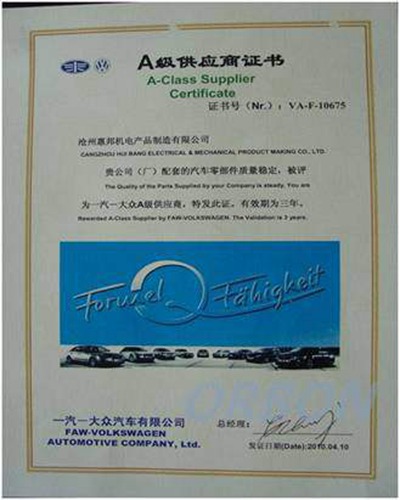 A级供应商证书
A-Class Supplier
Certificate
证书号（Nr.）: VA-F-10675
沧州惠邦机电产品制造有限公司
CANGZHOU HUI BANG ELECTRICAL & MECHANICAL PRODUCT MAKING CO., LTD.
贵公司（厂）配套的汽车零部件质量稳定，被评
The Quality of the Parts Supplied by your Company is steady. You are
为一汽一大众A级供应商，特发此证。有效期为三年。
Rewarded A-Class Supplier by FAW-VOLKSWAGEN. The Validation is 3 years.
Formel Q Fähigkeit
ORBON
一汽一大众汽车有限公司
FAW-VOLKSWAGEN
AUTOMOTIVE COMPANY, Ltd.
总经理:
发证日期(Date):2010.04.10